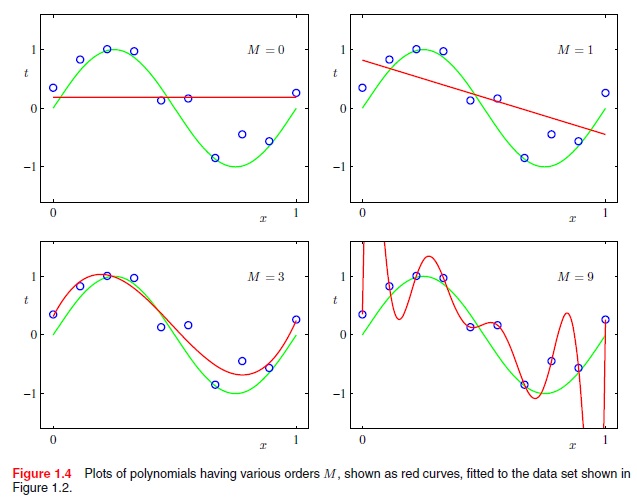 M = 0
1
t
0
−1
0
x
1
M = 1
1
t
0
−1
0
x
1
M = 3
1
t
0
−1
0
x
1
M = 9
1
t
0
−1
0
x
1
Figure 1.4 Plots of polynomials having various orders M, shown as red curves, fitted to the data set shown in
Figure 1.2.